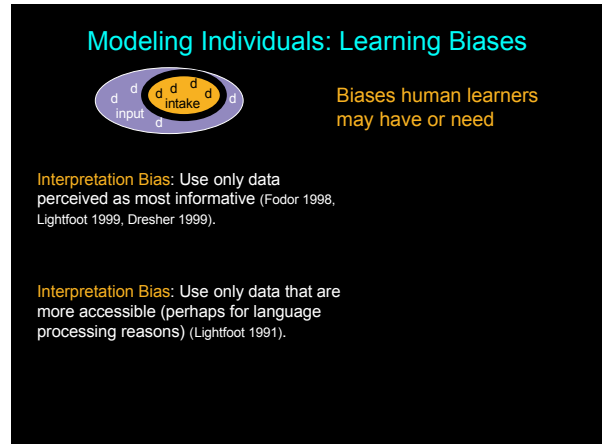 Modeling Individuals: Learning Biases
d
d
d
d
d
d
d
d
input
intake
Biases human learners
may have or need
Interpretation Bias: Use only data
perceived as most informative (Fodor 1998,
Lightfoot 1999, Dresher 1999).
Interpretation Bias: Use only data that are
more accessible (perhaps for language
processing reasons) (Lightfoot 1991).